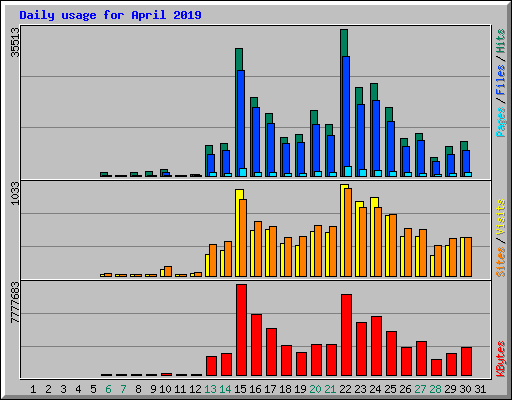 Daily usage for April 2019
35513
Pages / Files / Hits
1033
Sites / Visits
7777683
KBytes
1 2 3 4 5 6 7 8 9 10 11 12 13 14 15 16 17 18 19 20 21 22 23 24 25 26 27 28 29 30 31